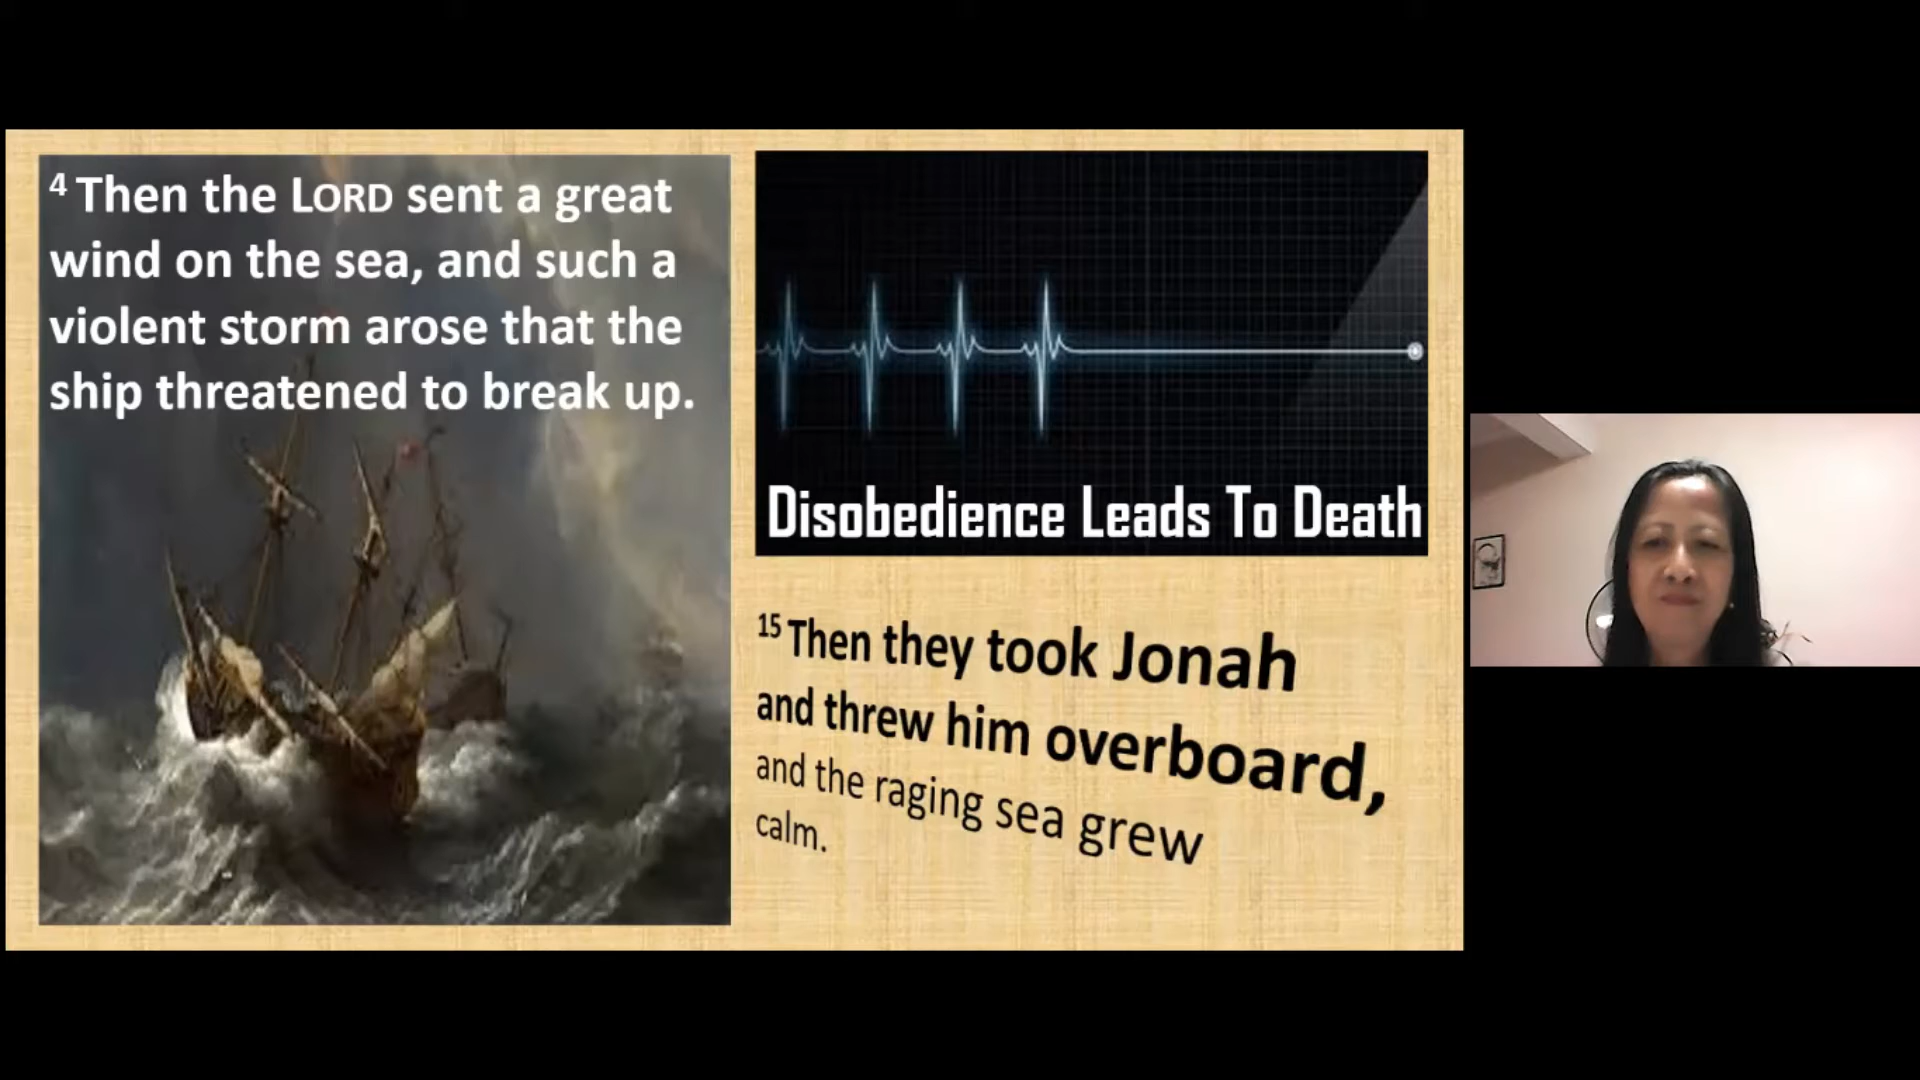 4 Then the LORD sent a great
wind on the sea, and such a
violent storm arose that the
ship threatened to break up.
Disobedience Leads To Death
15 Then they took Jonah
and threw him overboard,
and the raging sea grew
calm.